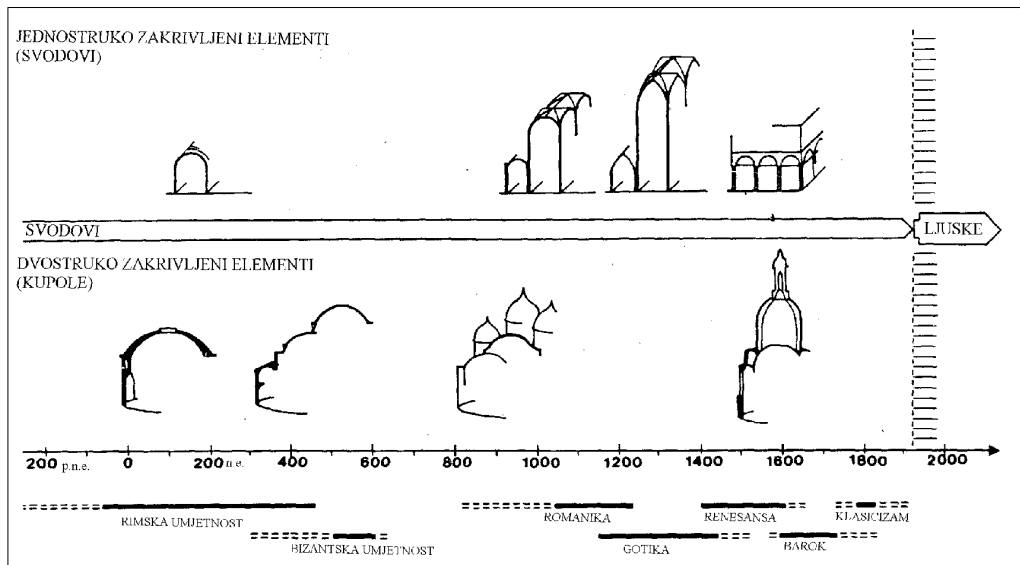 JEDNOSTRUKO ZAKRIVLJENI ELEMENTI
(SVODOVI)
SVODOVI
LJUSKE
DVOSTRUKO ZAKRIVLJENI ELEMENTI
(KUPOLE)
200 p.n.e. 0 200 n.e. 400 600 800 1000 1200 1400 1600 1800 2000
RIMSKA UMJETNOST
ROMANIKA
RENESANSA
KLASICIZAM
BIZANTSKA UMJETNOST
GOTIKA
BAROK